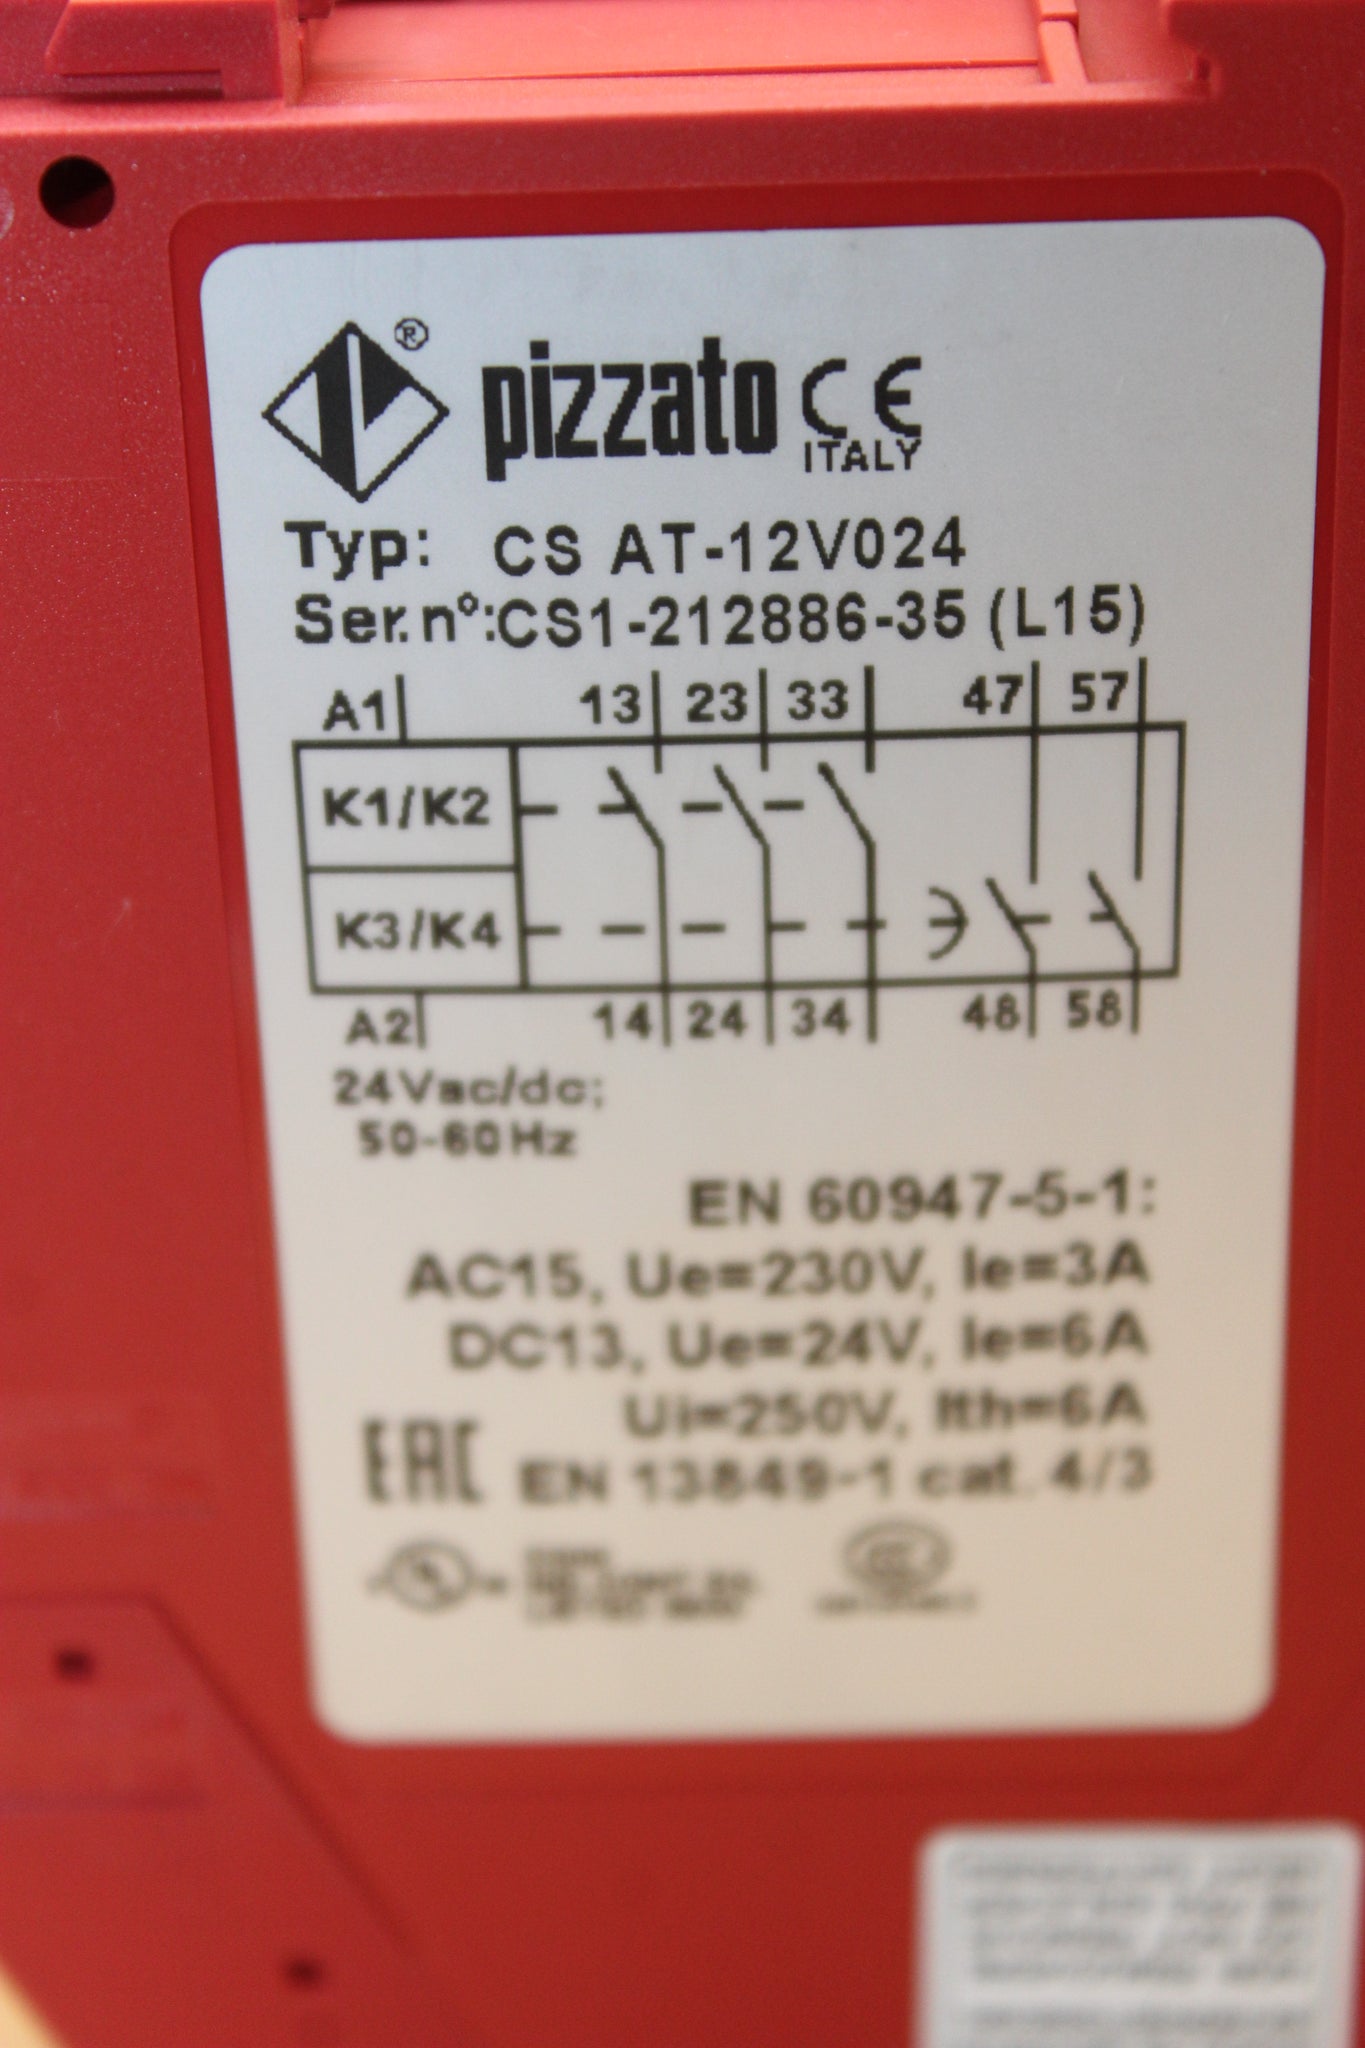 ® pizzato CE
ITALY
Typ: CS AT-12V024
Ser. n°: CS1-212886-35 (L15)
A1 13 23 33 47 57
K1/K2
K3/K4
A2 14 24 34 48 58
24Vac/dc;
50-60Hz
EN 60947-5-1:
AC15, Ue=230V, Ie=3A
DC13, Ue=24V, Ie=6A
Ui=250V, Ith=6A
EAC EN 13849-1 cat. 4/3